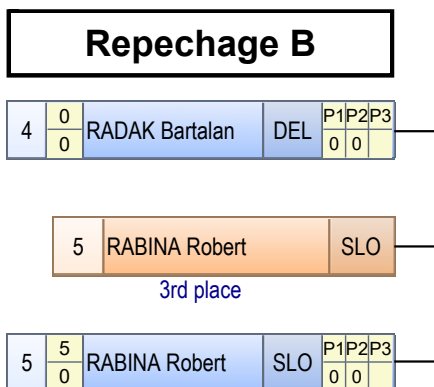 Repechage B
4 0 0 RADAK Bartalan DEL P1 P2 P3 0 0
5 RABINA Robert SLO
3rd place
5 5 0 RABINA Robert SLO P1 P2 P3 0 0